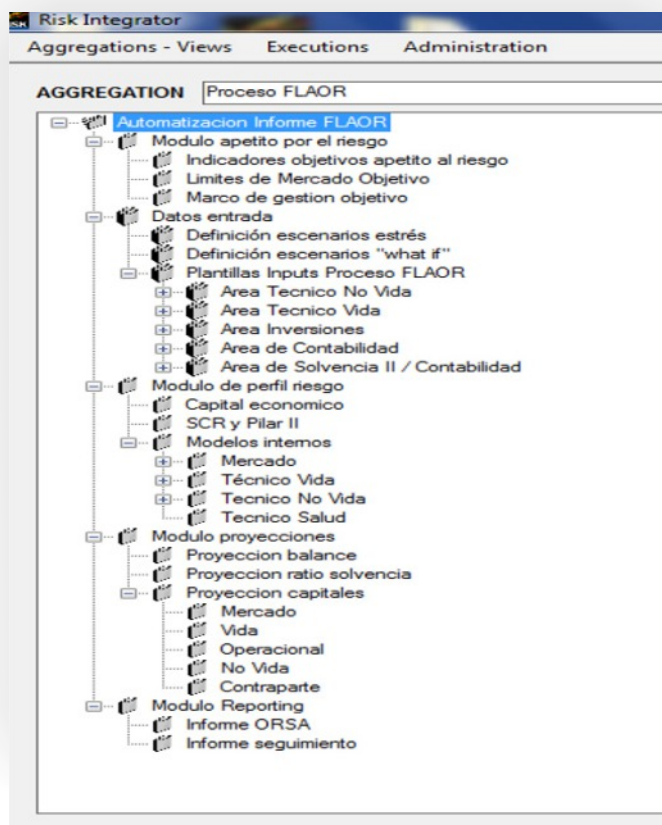 Risk Integrator
Aggregations - Views Executions Administration
AGGREGATION Proceso FLAOR
Automatizacion Informe FLAOR
Modulo apetito por el riesgo
Indicadores objetivos apetito al riesgo
Limites de Mercado Objetivo
Marco de gestion objetivo
Datos entrada
Definición escenarios estrés
Definición escenarios "what if"
Plantillas Inputs Proceso FLAOR
Area Tecnico No Vida
Area Tecnico Vida
Area Inversiones
Area de Contabilidad
Area de Solvencia II / Contabilidad
Modulo de perfil riesgo
Capital economico
SCR y Pilar II
Modelos internos
Mercado
Técnico Vida
Tecnico No Vida
Tecnico Salud
Modulo proyecciones
Proyeccion balance
Proyeccion ratio solvencia
Proyeccion capitales
Mercado
Vida
Operacional
No Vida
Contraparte
Modulo Reporting
Informe ORSA
Informe seguimiento